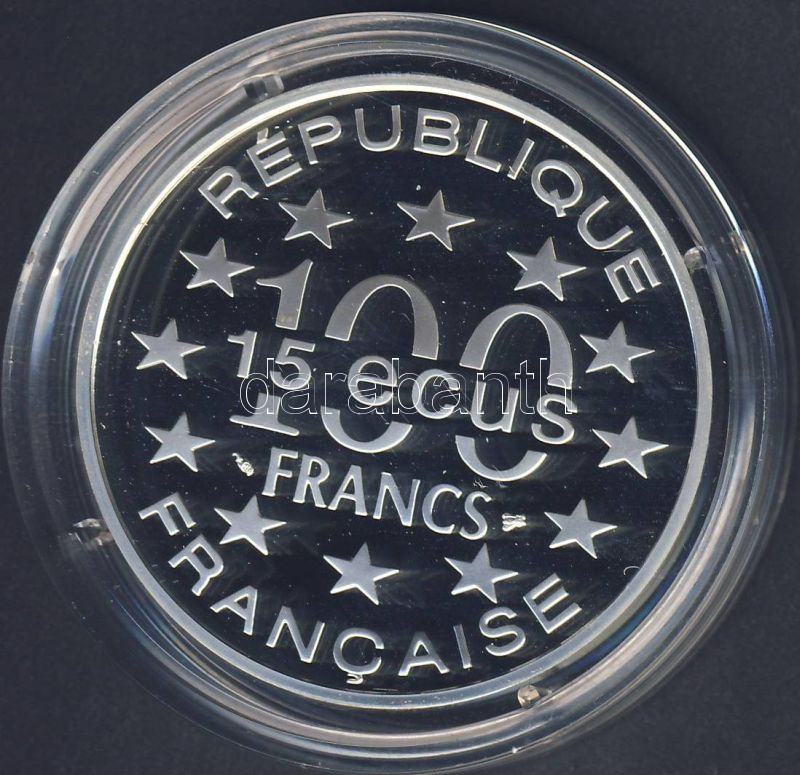 RÉPUBLIQUE
100
15 ecus
darabanth
FRANCS
FRANÇAISE